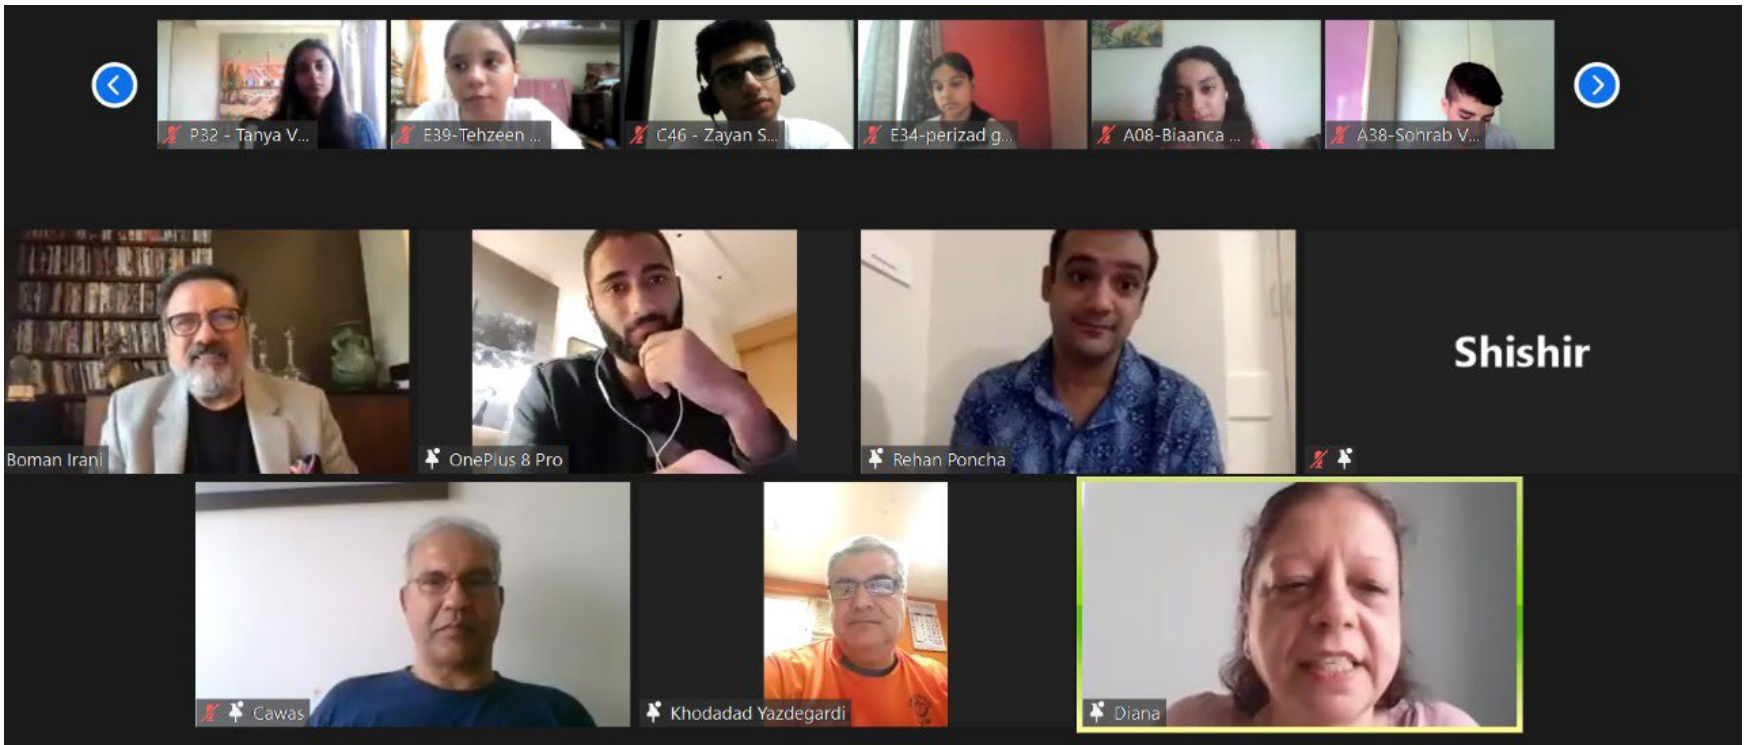 P32 - Tanya V...
E39-Tehzeen ...
C46 - Zayan S...
E34-perizad g...
A08-Biaanca ...
A38-Sohrab V...
Boman Irani
OnePlus 8 Pro
Rehan Poncha
Shishir
Cawas
Khodadad Yazdegardi
Diana